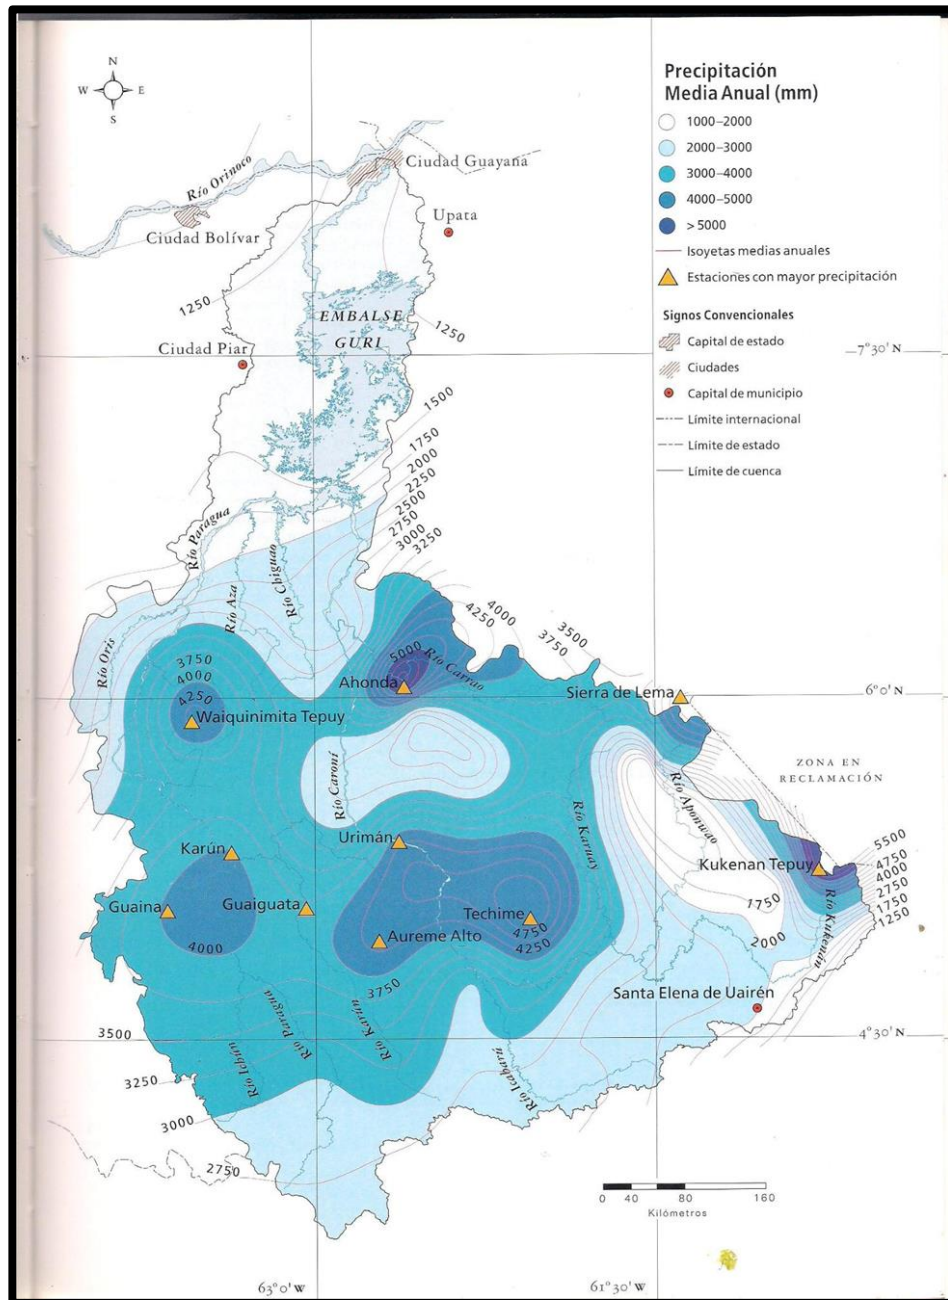 N
W E
S
Precipitación
Media Anual (mm)
1000–2000
2000–3000
3000–4000
4000–5000
> 5000
Isoyetas medias anuales
Estaciones con mayor precipitación
Signos Convencionales
Capital de estado
Ciudades
Capital de municipio
Límite internacional
Límite de estado
Límite de cuenca
Río Orinoco
Ciudad Guayana
Ciudad Bolívar
Upata
1250
EMBALSE
GURI
1250
Ciudad Piar
7°30' N
1500
1750
2000
2250
2500
2750
3000
3250
Río Paragua
Río Aza
Río Chiguao
Río Oris
3750
4000
4250
Waiquinimita Tepuy
5000
Ahonda
Río Carrao
4250
4000
3750
3500
Sierra de Lema
6°0' N
ZONA EN
RECLAMACIÓN
Río Caroní
Río Karuay
Río Aponwao
Urimán
Karún
Guaina
Guaiguata
4000
Techime
4750
4250
Aureme Alto
3750
Kukenan Tepuy
5500
4750
4000
2750
1750
1250
1750
2000
Río Kukenán
Santa Elena de Uairén
4°30' N
3500
3250
3000
2750
Río Ichún
Río Paragua
Río Karún
Río Icabarú
0 40 80 160
Kilómetros
63°0' W
61°30' W